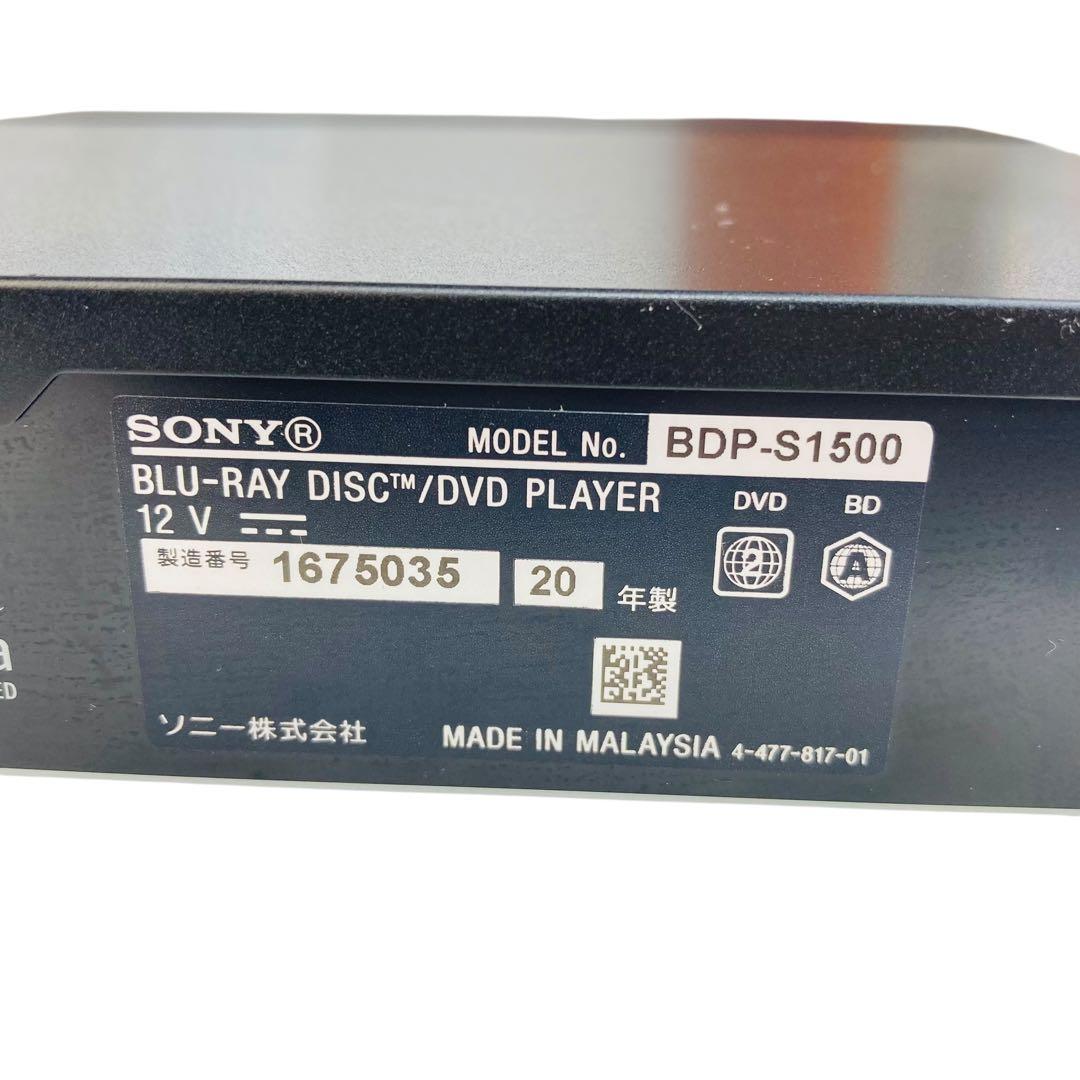 SONY® MODEL No. BDP-S1500
BLU-RAY DISC™/DVD PLAYER
DVD BD
12 V
2 A
製造番号 1675035 20 年製
ソニー株式会社 MADE IN MALAYSIA 4-477-817-01